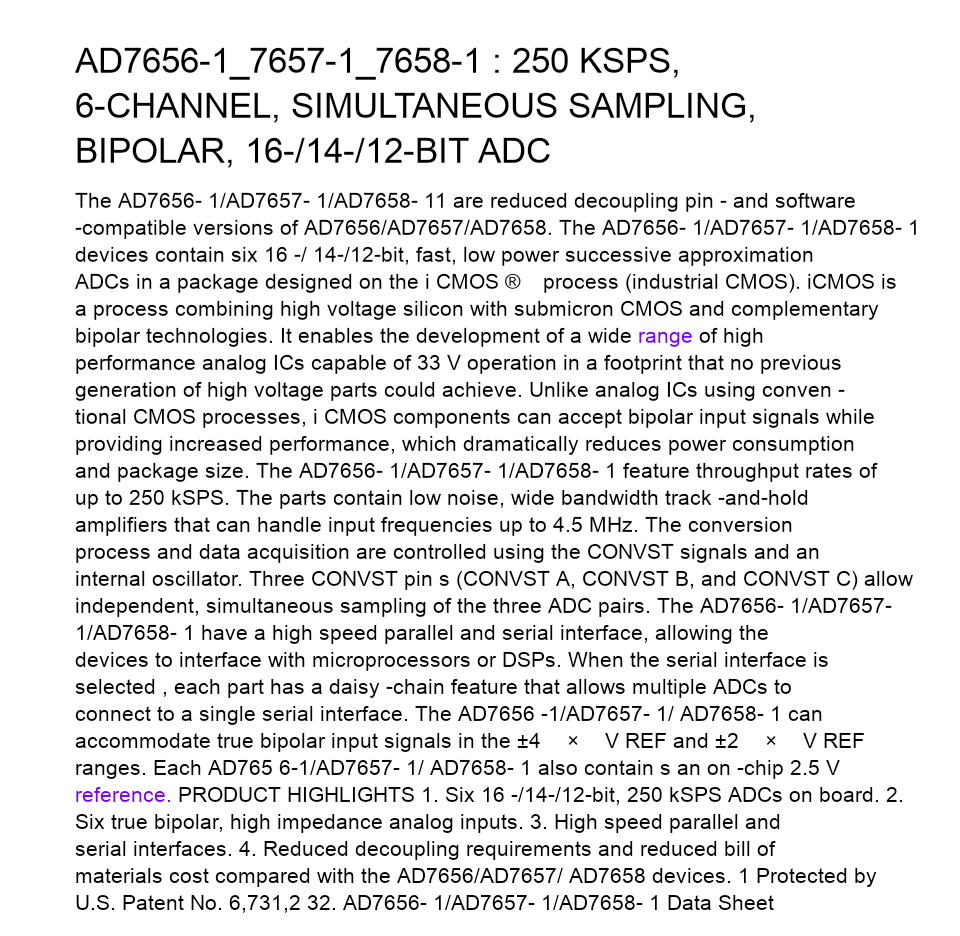 AD7656-1_7657-1_7658-1 : 250 KSPS,
6-CHANNEL, SIMULTANEOUS SAMPLING,
BIPOLAR, 16-/14-/12-BIT ADC
The AD7656- 1/AD7657- 1/AD7658- 11 are reduced decoupling pin - and software
-compatible versions of AD7656/AD7657/AD7658. The AD7656- 1/AD7657- 1/AD7658- 1
devices contain six 16 -/ 14-/12-bit, fast, low power successive approximation
ADCs in a package designed on the i CMOS ® process (industrial CMOS). iCMOS is
a process combining high voltage silicon with submicron CMOS and complementary
bipolar technologies. It enables the development of a wide range of high
performance analog ICs capable of 33 V operation in a footprint that no previous
generation of high voltage parts could achieve. Unlike analog ICs using conven -
tional CMOS processes, i CMOS components can accept bipolar input signals while
providing increased performance, which dramatically reduces power consumption
and package size. The AD7656- 1/AD7657- 1/AD7658- 1 feature throughput rates of
up to 250 kSPS. The parts contain low noise, wide bandwidth track -and-hold
amplifiers that can handle input frequencies up to 4.5 MHz. The conversion
process and data acquisition are controlled using the CONVST signals and an
internal oscillator. Three CONVST pin s (CONVST A, CONVST B, and CONVST C) allow
independent, simultaneous sampling of the three ADC pairs. The AD7656- 1/AD7657-
1/AD7658- 1 have a high speed parallel and serial interface, allowing the
devices to interface with microprocessors or DSPs. When the serial interface is
selected , each part has a daisy -chain feature that allows multiple ADCs to
connect to a single serial interface. The AD7656 -1/AD7657- 1/ AD7658- 1 can
accommodate true bipolar input signals in the ±4 × V REF and ±2 × V REF
ranges. Each AD765 6-1/AD7657- 1/ AD7658- 1 also contain s an on -chip 2.5 V
reference. PRODUCT HIGHLIGHTS 1. Six 16 -/14-/12-bit, 250 kSPS ADCs on board. 2.
Six true bipolar, high impedance analog inputs. 3. High speed parallel and
serial interfaces. 4. Reduced decoupling requirements and reduced bill of
materials cost compared with the AD7656/AD7657/ AD7658 devices. 1 Protected by
U.S. Patent No. 6,731,2 32. AD7656- 1/AD7657- 1/AD7658- 1 Data Sheet